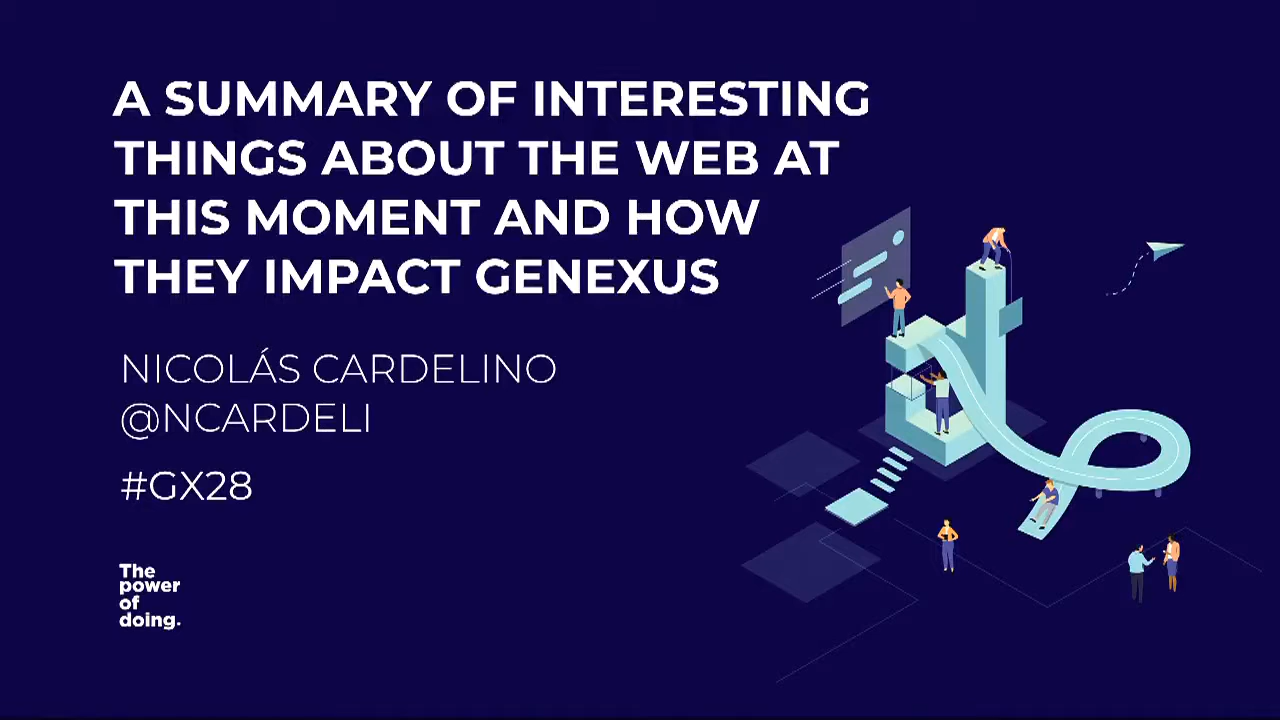 A SUMMARY OF INTERESTING
THINGS ABOUT THE WEB AT
THIS MOMENT AND HOW
THEY IMPACT GENEXUS
NICOLÁS CARDELINO
@NCARDELI
#GX28
The
power
of
doing.